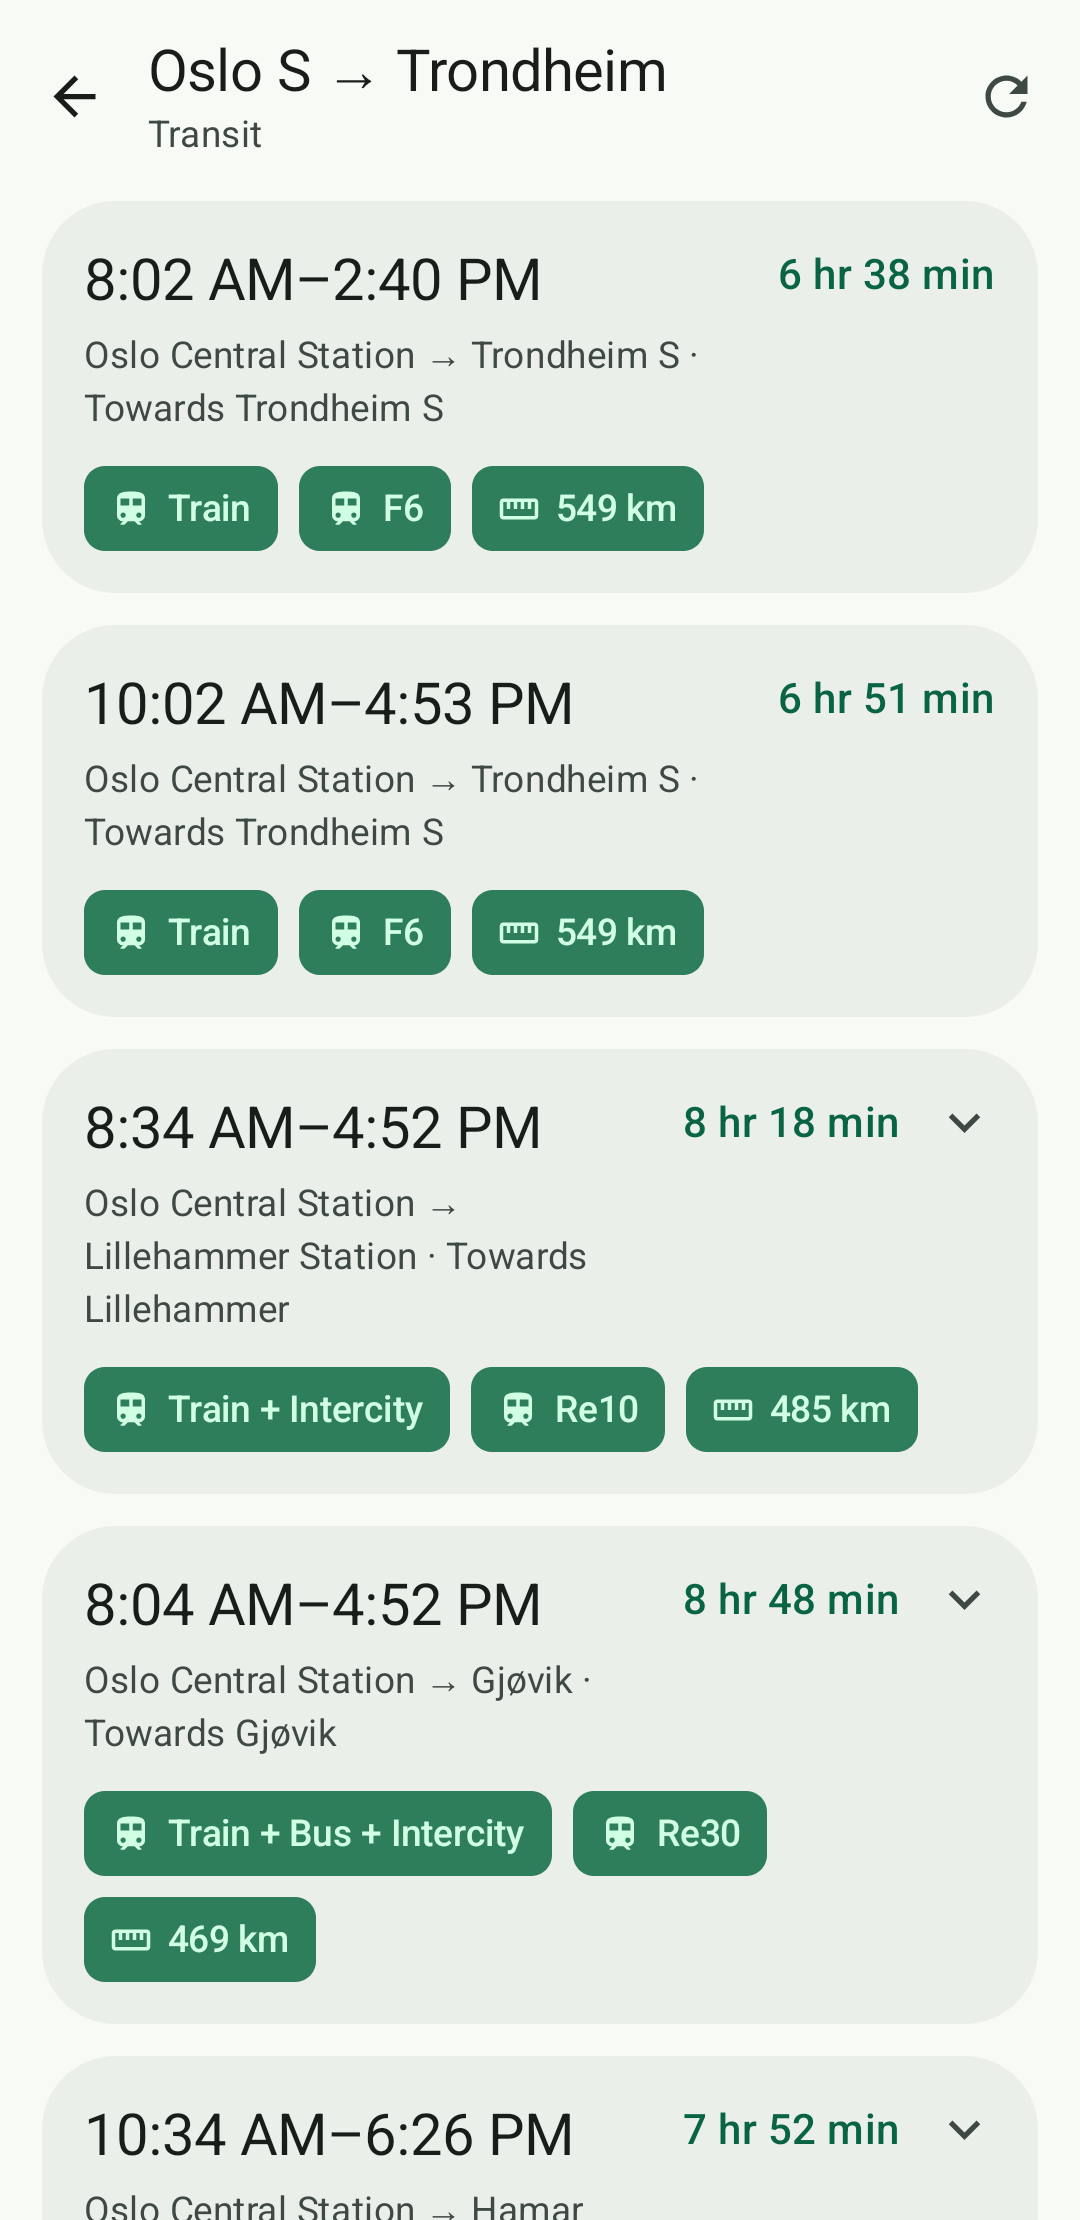 Oslo S → Trondheim
Transit
8:02 AM–2:40 PM
6 hr 38 min
Oslo Central Station → Trondheim S ·
Towards Trondheim S
Train
F6
549 km
10:02 AM–4:53 PM
6 hr 51 min
Oslo Central Station → Trondheim S ·
Towards Trondheim S
Train
F6
549 km
8:34 AM–4:52 PM
8 hr 18 min
Oslo Central Station →
Lillehammer Station · Towards
Lillehammer
Train + Intercity
Re10
485 km
8:04 AM–4:52 PM
8 hr 48 min
Oslo Central Station → Gjøvik ·
Towards Gjøvik
Train + Bus + Intercity
Re30
469 km
10:34 AM–6:26 PM
7 hr 52 min
Oslo Central Station → Hamar